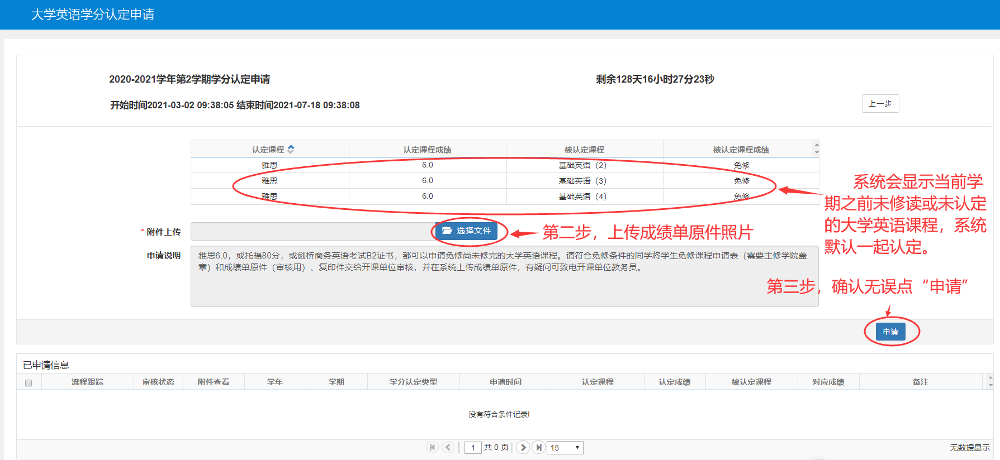 大学英语学分认定申请
2020-2021学年第2学期学分认定申请
剩余128天16小时27分23秒
开始时间2021-03-02 09:38:05 结束时间2021-07-18 09:38:08
上一步
认定课程 认定课程成绩 被认定课程 被认定课程成绩
雅思 6.0 基础英语（2） 免修
雅思 6.0 基础英语（3） 免修
雅思 6.0 基础英语（4） 免修
系统会显示当前学
期之前未修读或未认定
的大学英语课程，系统
默认一起认定。
* 附件上传 选择文件
第二步，上传成绩单原件照片
申请说明
雅思6.0，或托福80分，或剑桥商务英语考试B2证书，都可以申请免修尚未修完的大学英语课程。请符合免修条件的同学将学生免修课程申请表（需要主修学院盖
章）和成绩单原件（审核用）、复印件交给开课单位审核，并在系统上传成绩单原件，有疑问可致电开课单位教务员。
第三步，确认无误点“申请”
申请
已申请信息
流程跟踪 审核状态 附件查看 学年 学期 学分认定类型 申请时间 认定课程 认定成绩 被认定课程 对应成绩 备注
没有符合条件记录!
1 共 0 页 15
无数据显示